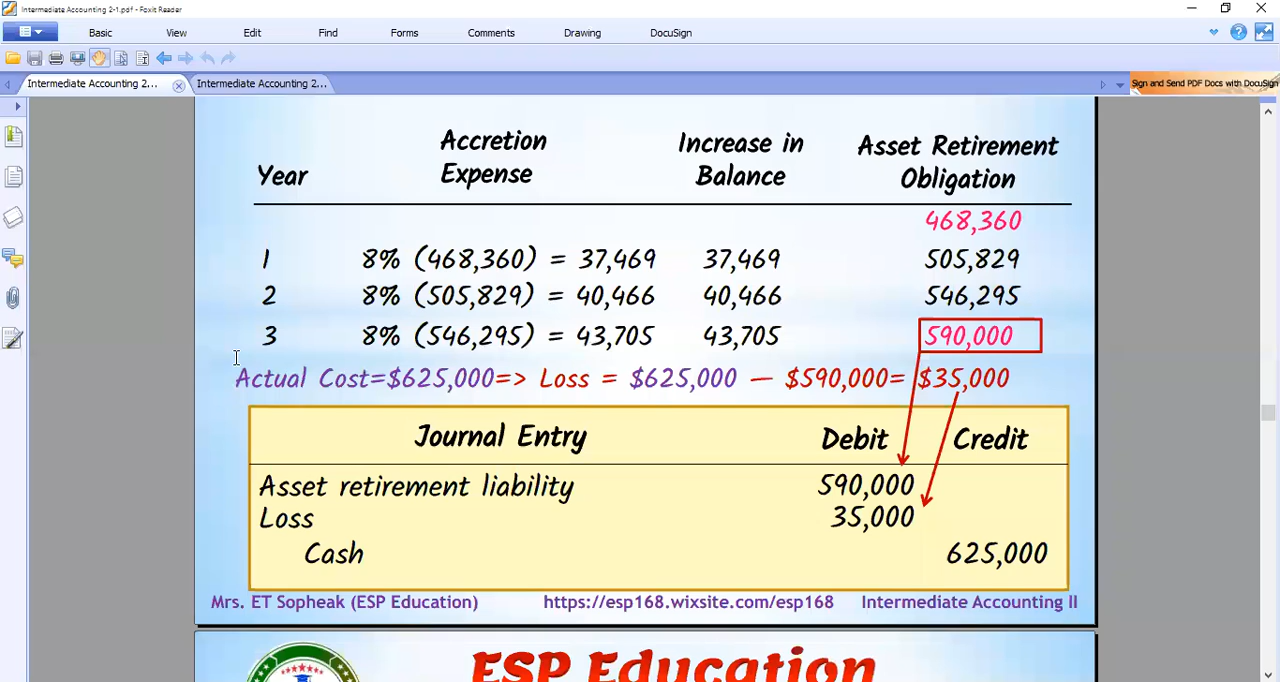 Intermediate Accounting 2-1.pdf - Foxit Reader
Basic View Edit Find Forms Comments Drawing DocuSign
Intermediate Accounting 2... Intermediate Accounting 2... Sign and Send PDF Docs with DocuSign
Accretion Increase in Asset Retirement
Year Expense Balance Obligation
468,360
1 8% (468,360) = 37,469 37,469 505,829
2 8% (505,829) = 40,466 40,466 546,295
3 8% (546,295) = 43,705 43,705 590,000
Actual Cost=$625,000=> Loss = $625,000 — $590,000= $35,000
Journal Entry Debit Credit
Asset retirement liability 590,000
Loss 35,000
Cash 625,000
Mrs. ET Sopheak (ESP Education) https://esp168.wixsite.com/esp168 Intermediate Accounting II
ESP Education